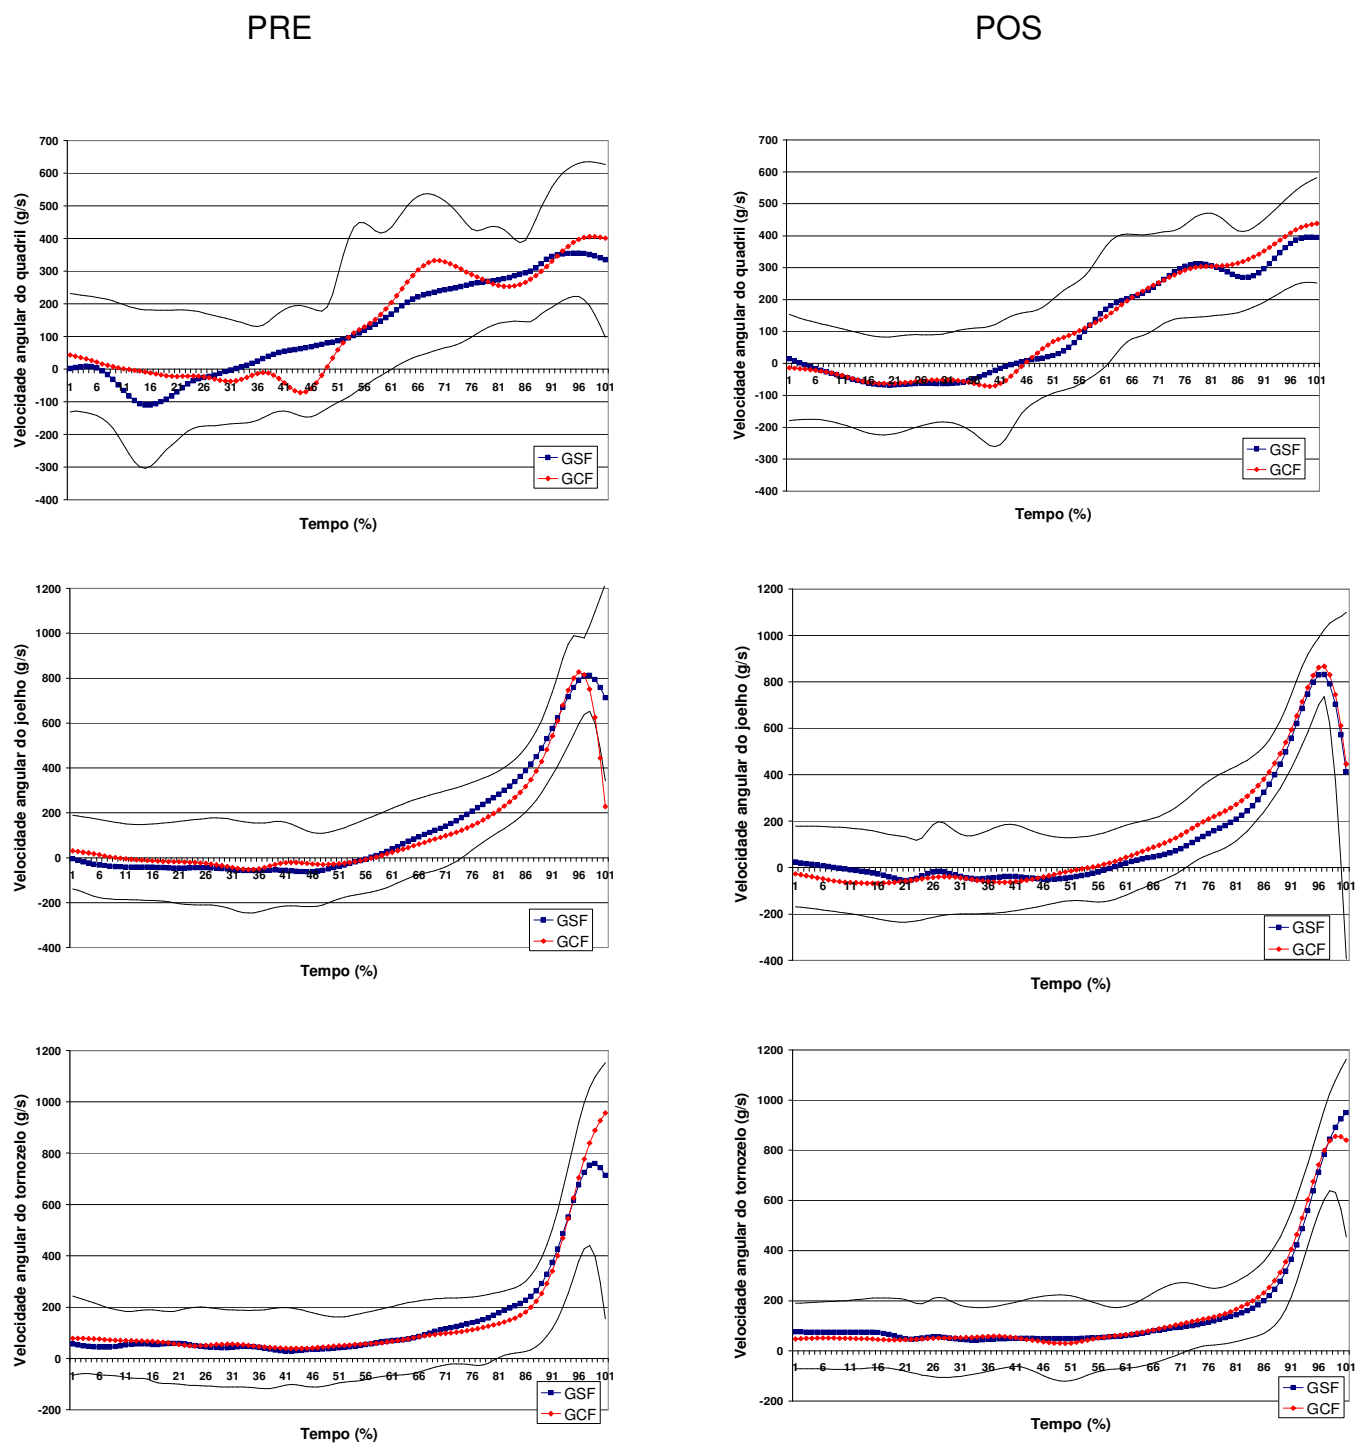 PRE
POS
Velocidade angular do quadril (g/s)
700
600
500
400
300
200
100
0
-100
-200
-300
-400
1 6 11 16 21 26 31 36 41 46 51 56 61 66 71 76 81 86 91 96 101
GSF
GCF
Tempo (%)
Velocidade angular do quadril (g/s)
700
600
500
400
300
200
100
0
-100
-200
-300
-400
1 6 11 16 21 26 31 36 41 46 51 56 61 66 71 76 81 86 91 96 101
GSF
GCF
Tempo (%)
Velocidade angular do joelho (g/s)
1200
1000
800
600
400
200
0
-200
-400
1 6 11 16 21 26 31 36 41 46 51 56 61 66 71 76 81 86 91 96 101
GSF
GCF
Tempo (%)
Velocidade angular do joelho (g/s)
1200
1000
800
600
400
200
0
-200
-400
1 6 11 16 21 26 31 36 41 46 51 56 61 66 71 76 81 86 91 96 101
GSF
GCF
Tempo (%)
Velocidade angular do tornozelo (g/s)
1200
1000
800
600
400
200
0
-200
1 6 11 16 21 26 31 36 41 46 51 56 61 66 71 76 81 86 91 96 101
GSF
GCF
Tempo (%)
Velocidade angular do tornozelo (g/s)
1200
1000
800
600
400
200
0
-200
1 6 11 16 21 26 31 36 41 46 51 56 61 66 71 76 81 86 91 96 101
GSF
GCF
Tempo (%)